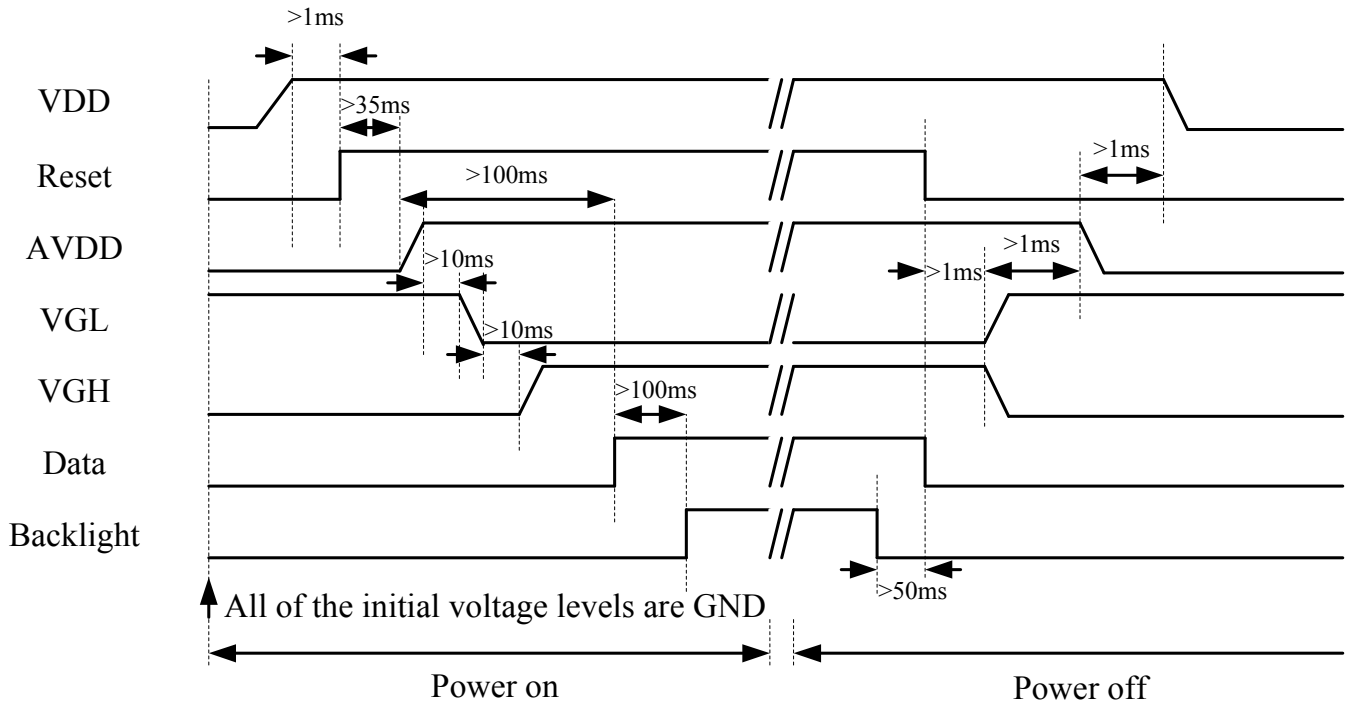 >1ms
VDD
>35ms
Reset
>100ms
>1ms
AVDD
>10ms
>1ms
>1ms
VGL
>10ms
VGH
>100ms
Data
Backlight
>50ms
All of the initial voltage levels are GND
Power on
Power off